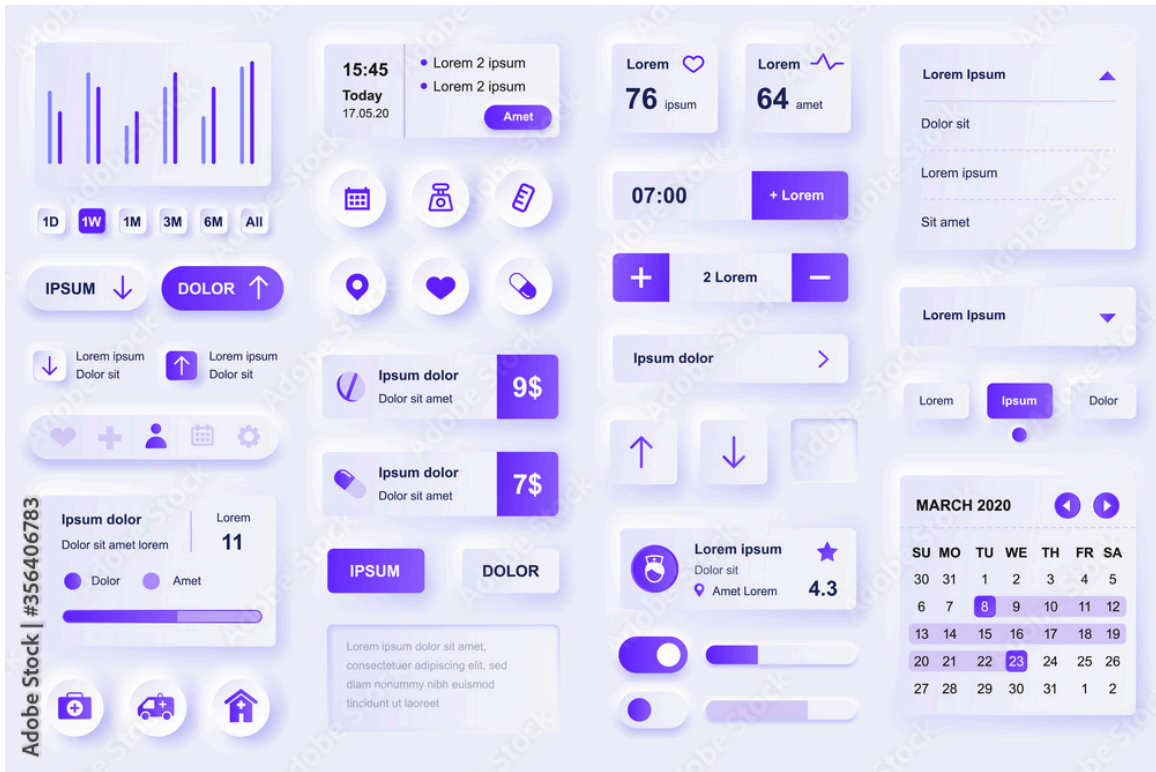 1D 1W 1M 3M 6M All
IPSUM
DOLOR
Lorem ipsum
Dolor sit
Lorem ipsum
Dolor sit
Ipsum dolor
Dolor sit amet lorem
Lorem
11
Dolor
Amet
15:45
Today
17.05.20
Lorem 2 ipsum
Lorem 2 ipsum
Amet
Ipsum dolor
Dolor sit amet
9$
Ipsum dolor
Dolor sit amet
7$
IPSUM
DOLOR
Lorem ipsum dolor sit amet,
consectetuer adipiscing elit, sed
diam nonummy nibh euismod
tincldunt ut laoreet
Lorem
76 ipsum
Lorem
64 amet
07:00
+ Lorem
+ 2 Lorem −
Ipsum dolor
Lorem ipsum
Dolor sit
Amet Lorem
4.3
Lorem Ipsum
Dolor sit
Lorem ipsum
Sit amet
Lorem Ipsum
Lorem
Ipsum
Dolor
MARCH 2020
SU MO TU WE TH FR SA
30 31 1 2 3 4 5
6 7 8 9 10 11 12
13 14 15 16 17 18 19
20 21 22 23 24 25 26
27 28 29 30 31 1 2
Adobe Stock | #356406783